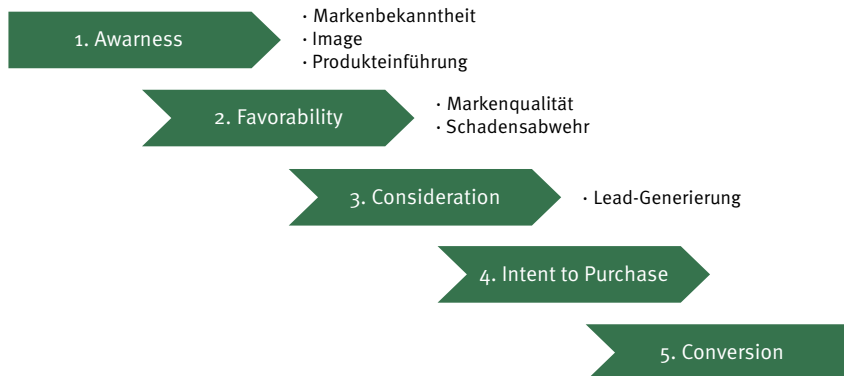 1. Awarness
· Markenbekanntheit
· Image
· Produkteinführung
2. Favorability
· Markenqualität
· Schadensabwehr
3. Consideration
· Lead-Generierung
4. Intent to Purchase
5. Conversion